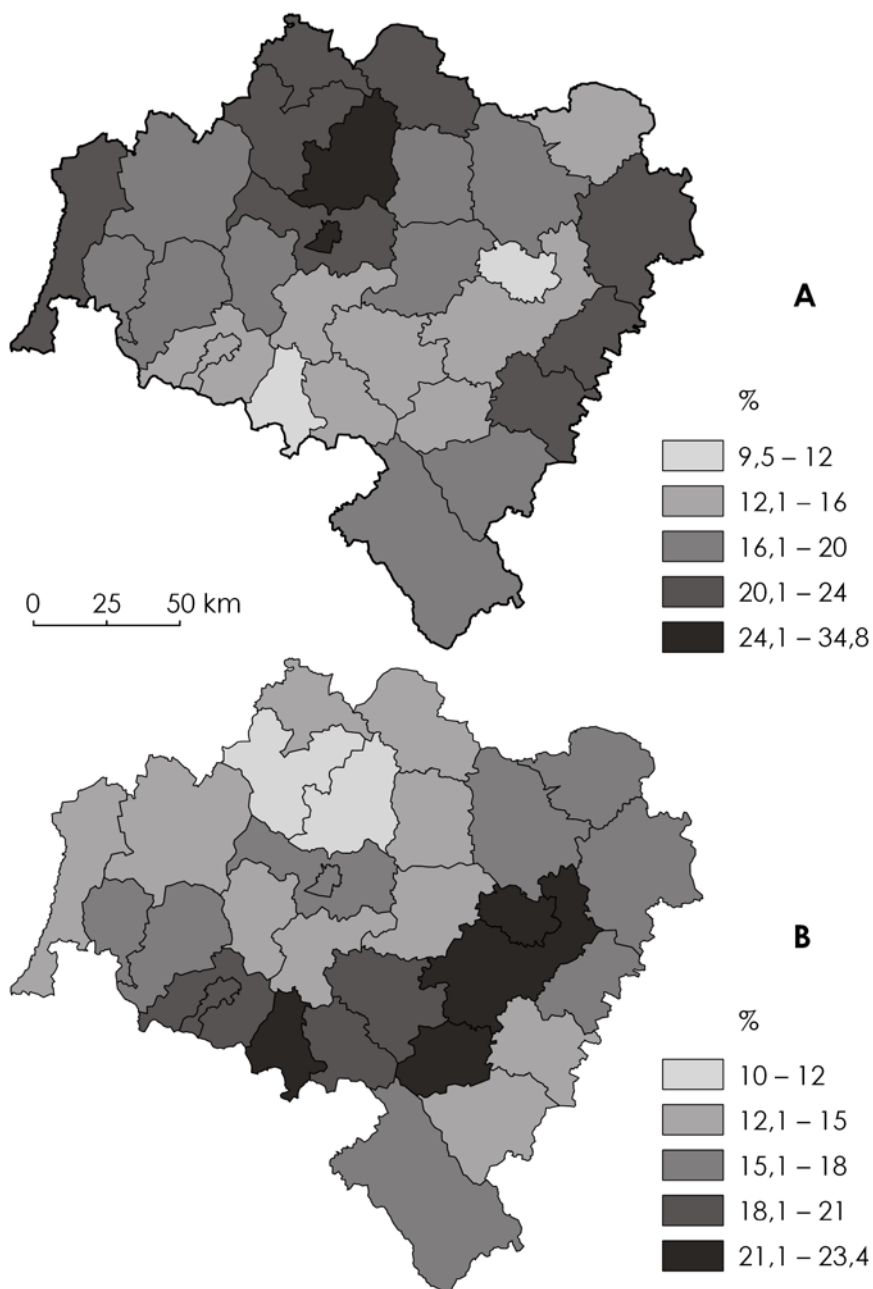 A
%
9,5 – 12
12,1 – 16
16,1 – 20
20,1 – 24
24,1 – 34,8
0 25 50 km
B
%
10 – 12
12,1 – 15
15,1 – 18
18,1 – 21
21,1 – 23,4